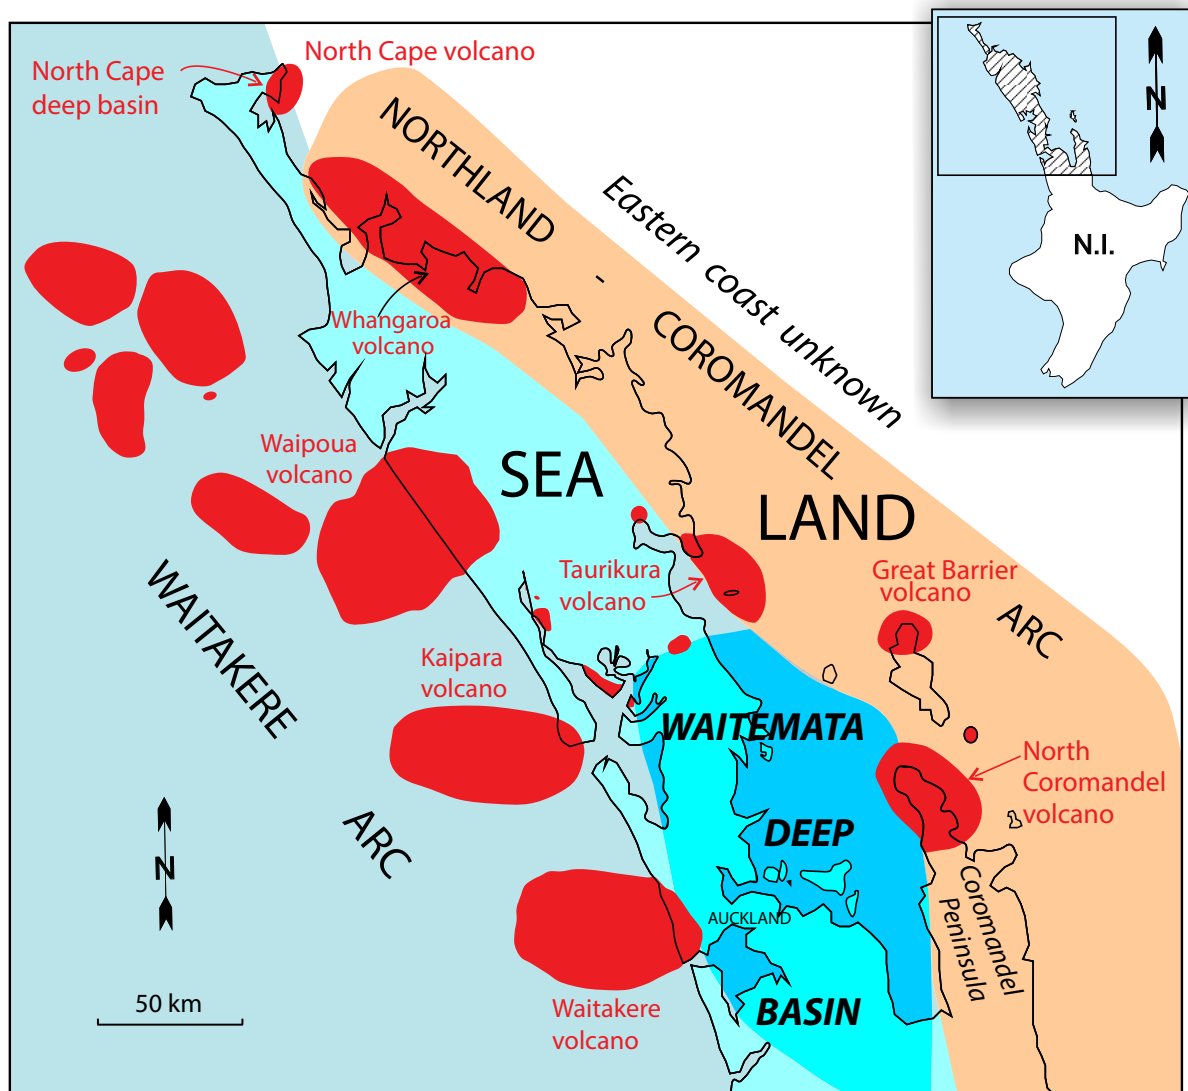 North Cape volcano
North Cape
deep basin
N
N.I.
NORTHLAND
Eastern coast unknown
COROMANDEL
Whangaroa
volcano
Waipoua
volcano
SEA
LAND
Taurikura
volcano
Great Barrier
volcano
ARC
WAITAKERE
Kaipara
volcano
WAITEMATA
North
Coromandel
volcano
ARC
N
DEEP
Coromandel
Peninsula
AUCKLAND
50 km
Waitakere
volcano
BASIN